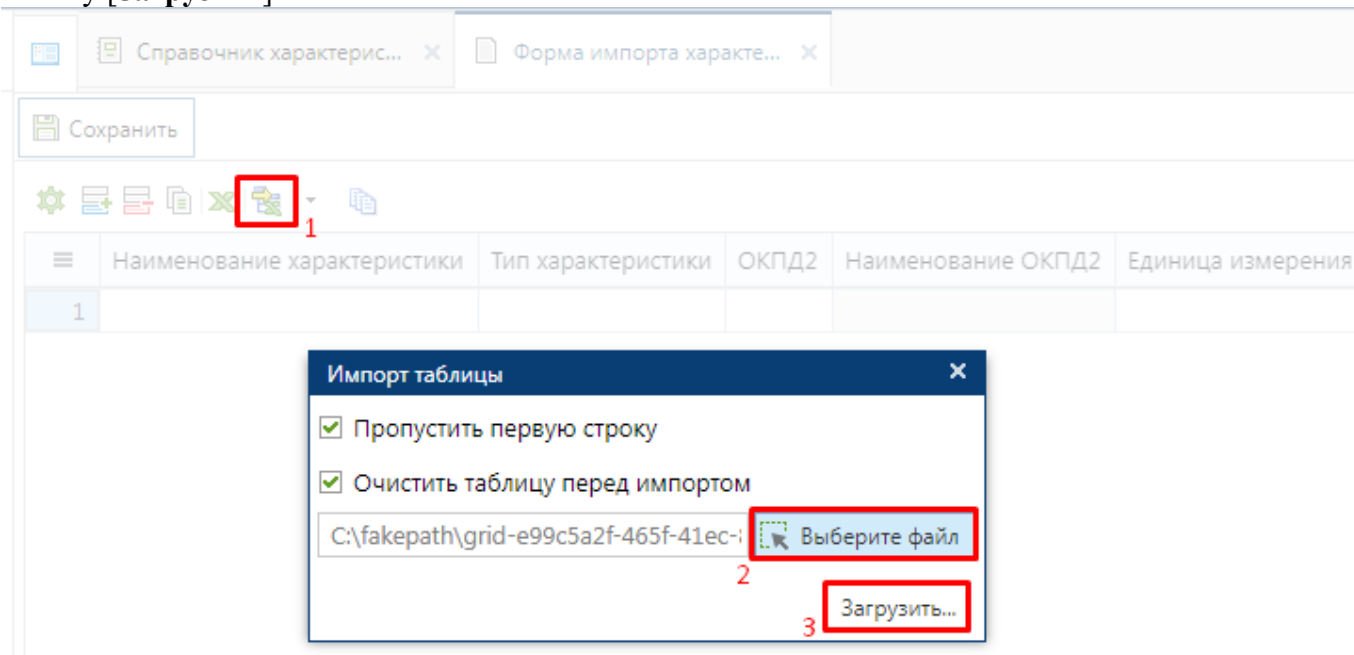 Справочник характерис... Форма импорта характе...
Сохранить
1
Наименование характеристики Тип характеристики ОКПД2 Наименование ОКПД2 Единица измерения
1
Импорт таблицы
Пропустить первую строку
Очистить таблицу перед импортом
C:\fakepath\grid-e99c5a2f-465f-41ec- Выберите файл
2
Загрузить...
3